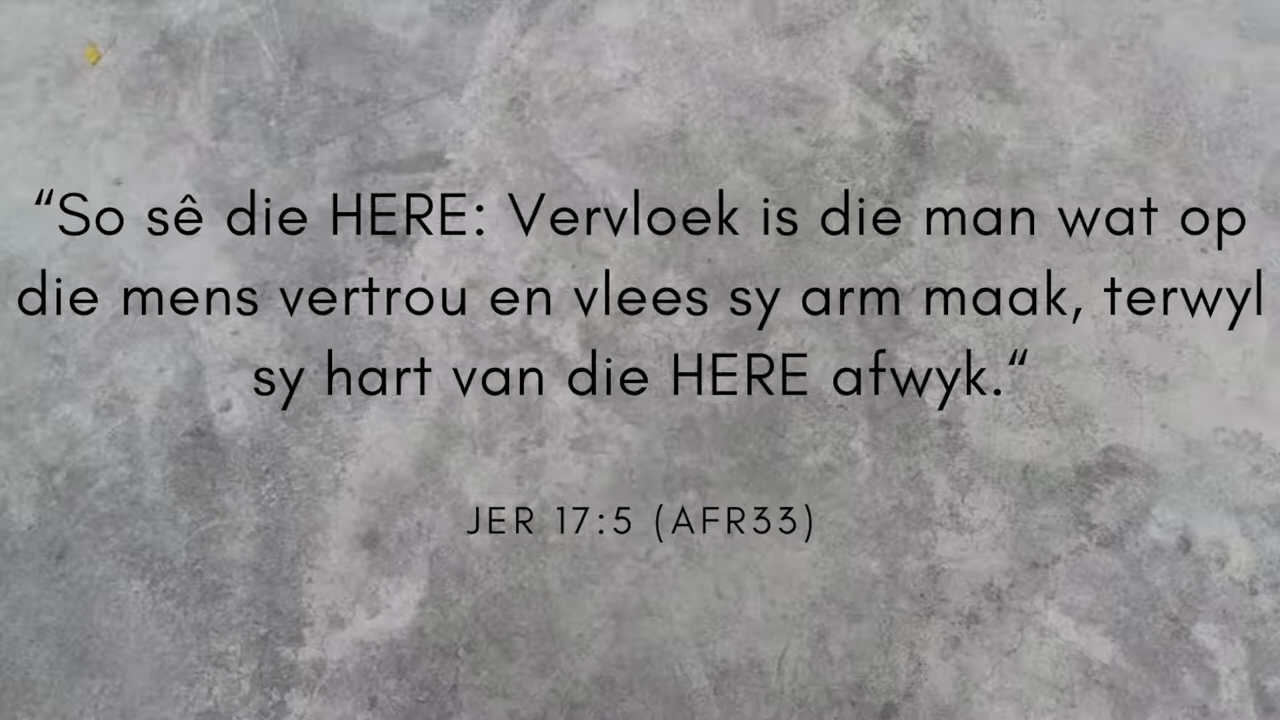 “So sê die HERE: Vervloek is die man wat op
die mens vertrou en vlees sy arm maak, terwyl
sy hart van die HERE afwyk.“
JER 17:5 (AFR33)